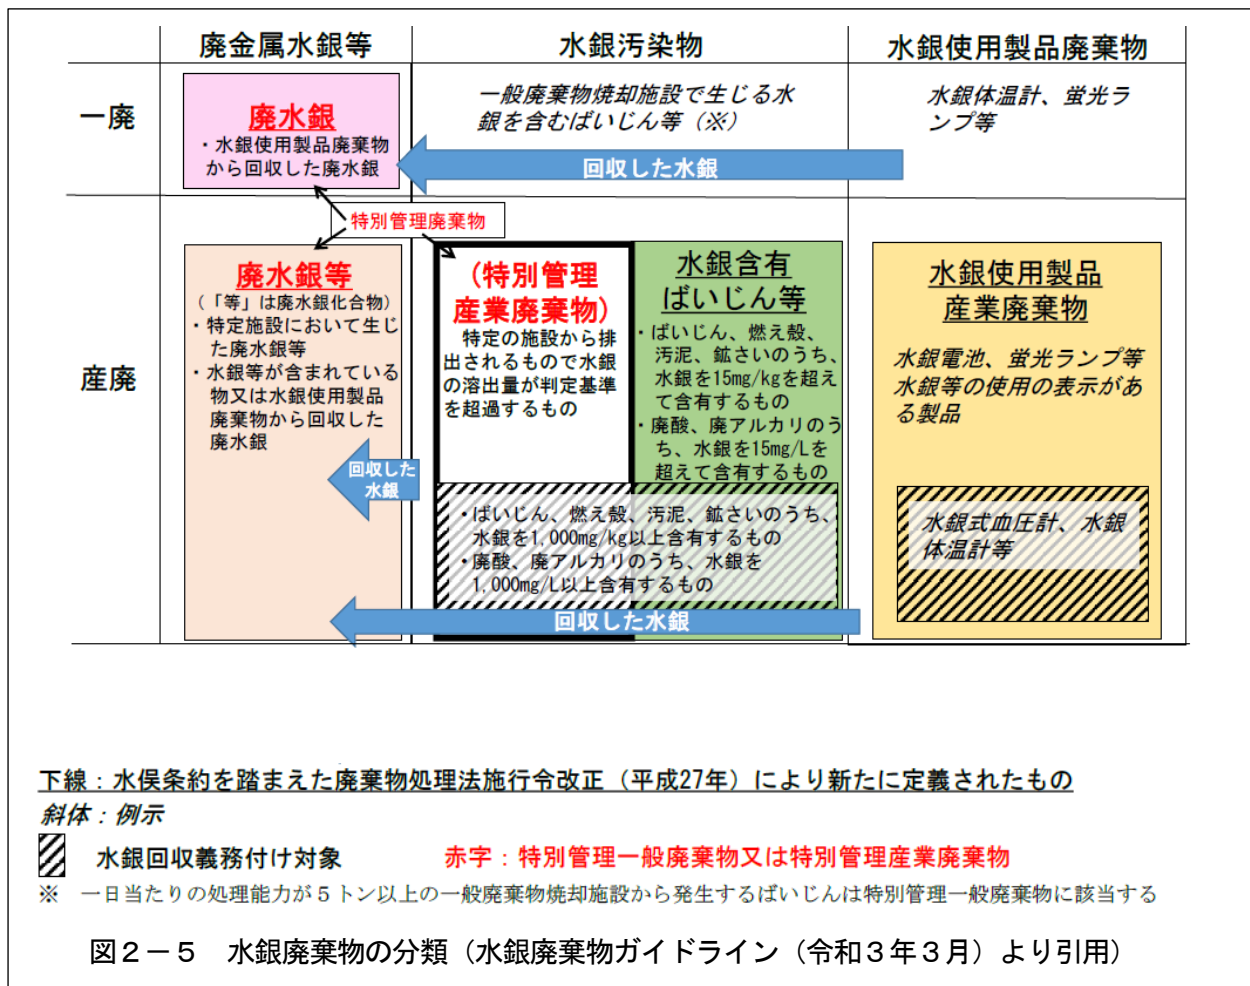 廃金属水銀等
水銀汚染物
水銀使用製品廃棄物
一廃
廃水銀
・水銀使用製品廃棄物
から回収した廃水銀
一般廃棄物焼却施設で生じる水
銀を含むばいじん等（※）
水銀体温計、蛍光ラ
ンプ等
回収した水銀
特別管理廃棄物
産廃
廃水銀等
（「等」は廃水銀化合物）
・特定施設において生じ
た廃水銀等
・水銀等が含まれている
物又は水銀使用製品
廃棄物から回収した
廃水銀
回収した
水銀
（特別管理
産業廃棄物）
特定の施設から排
出されるもので水銀
の溶出量が判定基準
を超過するもの
水銀含有
ばいじん等
・ばいじん、燃え殻、
汚泥、鉱さいのうち、
水銀を15mg/kgを超え
て含有するもの
・廃酸、廃アルカリのう
ち、水銀を15mg/Lを
超えて含有するもの
・ばいじん、燃え殻、汚泥、鉱さいのうち、
水銀を1,000mg/kg以上含有するもの
・廃酸、廃アルカリのうち、水銀を
1,000mg/L以上含有するもの
回収した水銀
水銀使用製品
産業廃棄物
水銀電池、蛍光ランプ等
水銀等の使用の表示があ
る製品
水銀式血圧計、水銀
体温計等
下線：水俣条約を踏まえた廃棄物処理法施行令改正（平成27年）により新たに定義されたもの
斜体：例示
水銀回収義務付け対象
赤字：特別管理一般廃棄物又は特別管理産業廃棄物
※　一日当たりの処理能力が５トン以上の一般廃棄物焼却施設から発生するばいじんは特別管理一般廃棄物に該当する
図２－５　水銀廃棄物の分類（水銀廃棄物ガイドライン（令和３年３月）より引用）